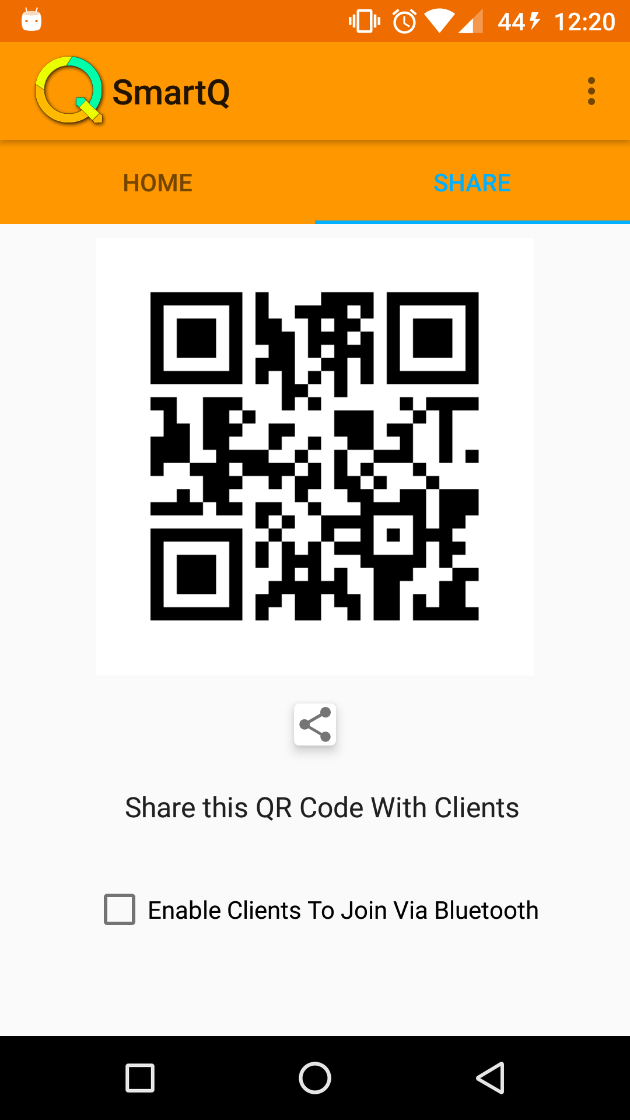 44 12:20
SmartQ
HOME SHARE
Share this QR Code With Clients
Enable Clients To Join Via Bluetooth